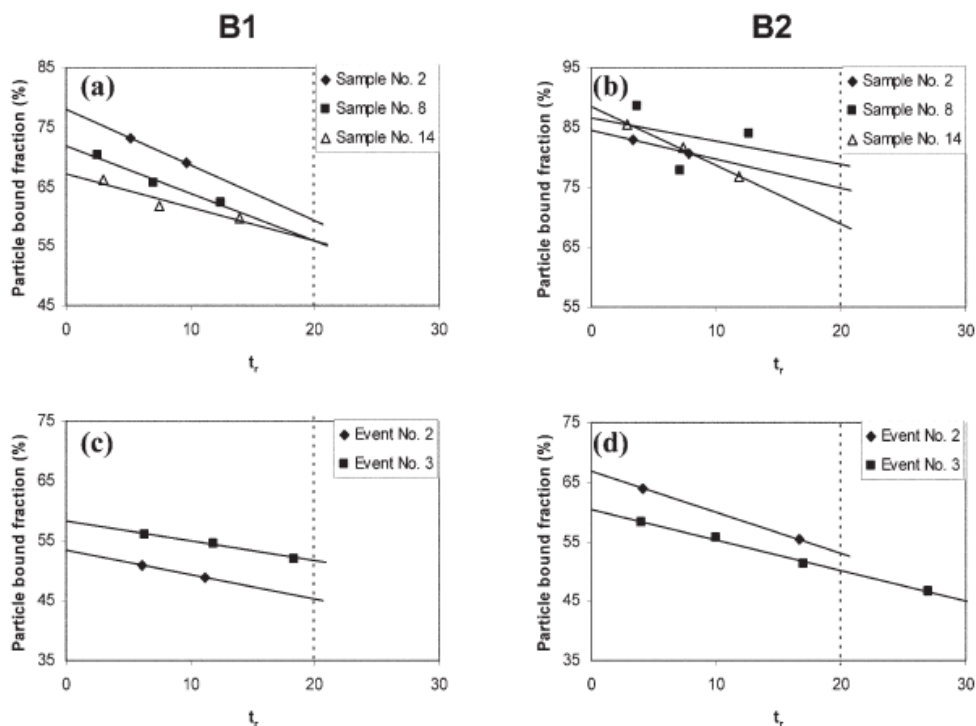 B1
B2
(a)
Particle bound fraction (%)
85
75
65
55
45
0
10
20
30
tr
Sample No. 2
Sample No. 8
Sample No. 14
(b)
Particle bound fraction (%)
95
85
75
65
55
0
10
20
30
tr
Sample No. 2
Sample No. 8
Sample No. 14
(c)
Particle bound fraction (%)
75
65
55
45
35
0
10
20
30
tr
Event No. 2
Event No. 3
(d)
Particle bound fraction (%)
75
65
55
45
35
0
10
20
30
tr
Event No. 2
Event No. 3